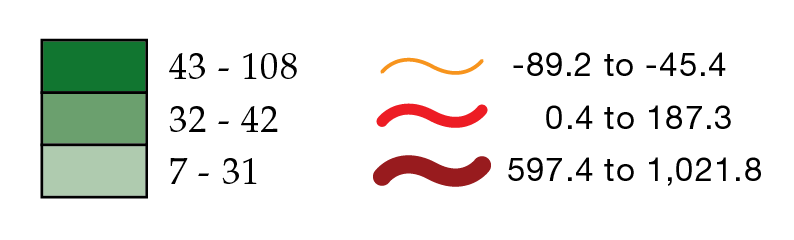 43 - 108
32 - 42
7 - 31
-89.2 to -45.4
0.4 to 187.3
597.4 to 1,021.8